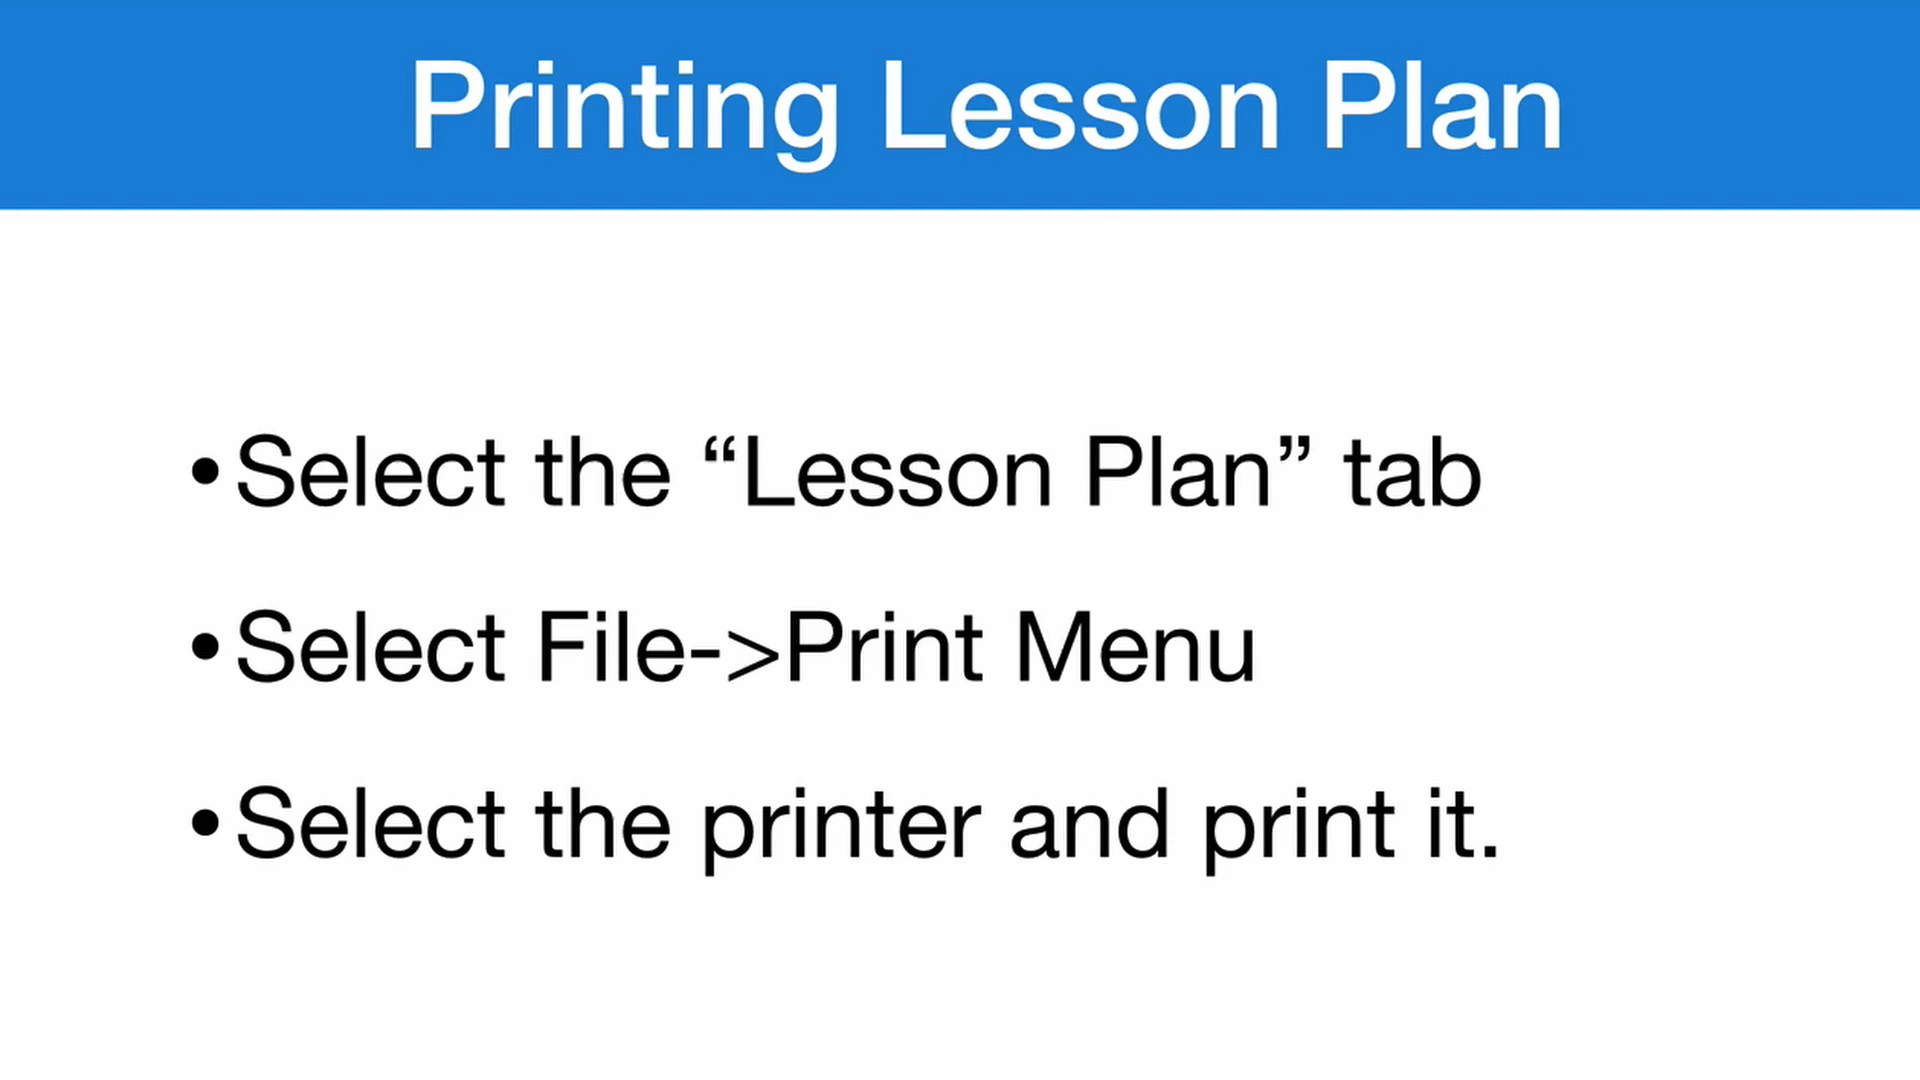 Printing Lesson Plan
•Select the “Lesson Plan” tab
•Select File->Print Menu
•Select the printer and print it.